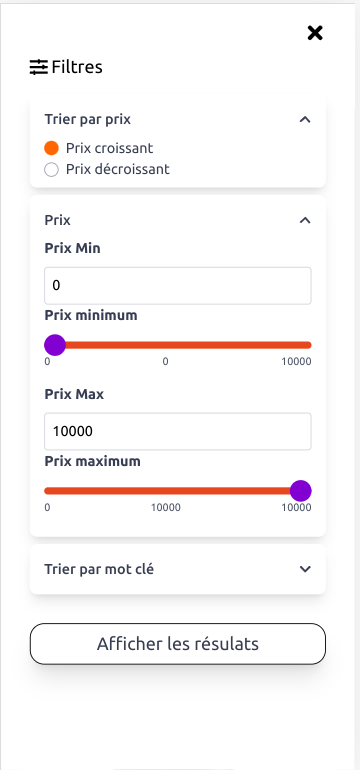 Filtres
Trier par prix
Prix croissant
Prix décroissant
Prix
Prix Min
0
Prix minimum
0 0 10000
Prix Max
10000
Prix maximum
0 10000 10000
Trier par mot clé
Afficher les résulats